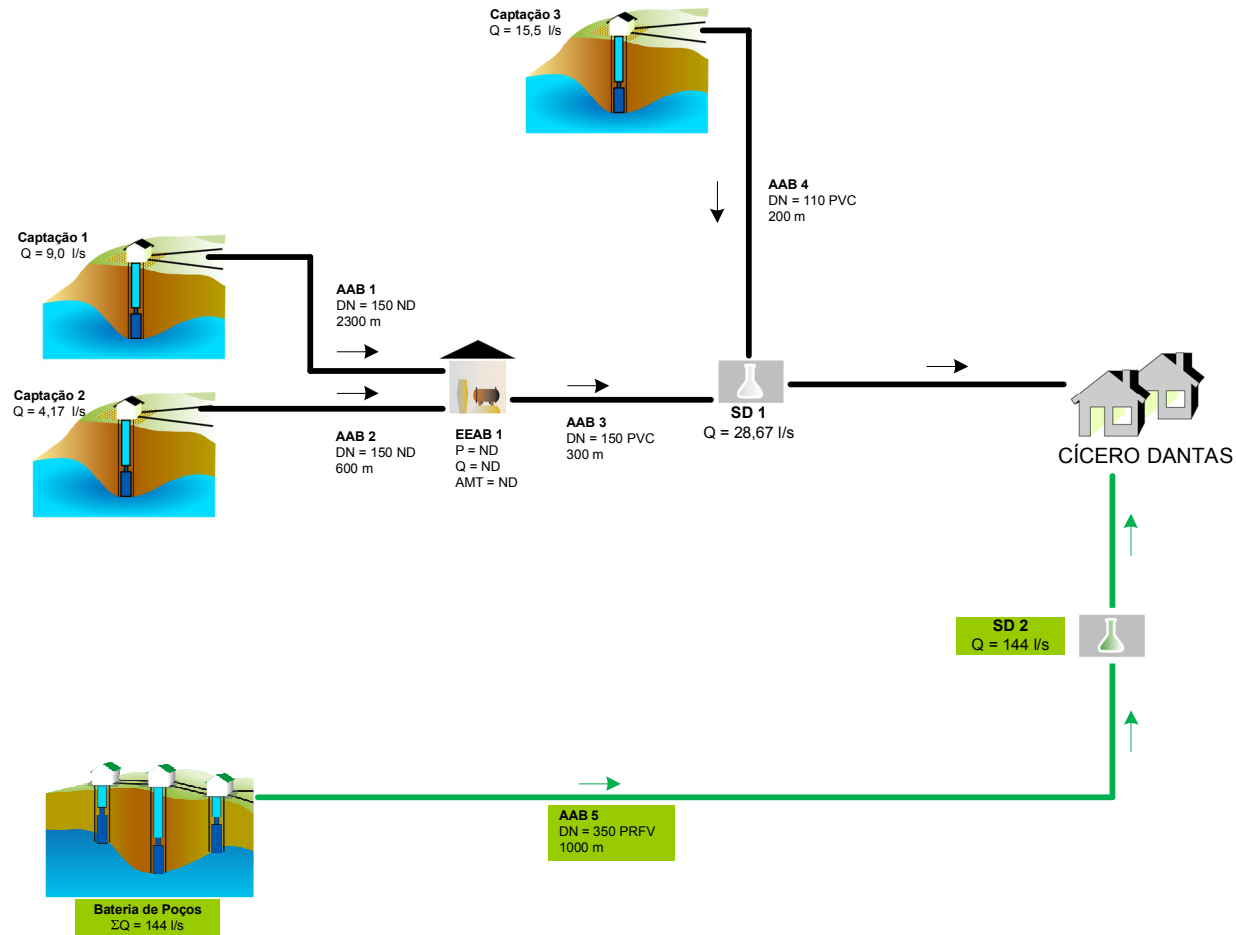 Captação 3
Q = 15,5 l/s
AAB 4
DN = 110 PVC
200 m
Captação 1
Q = 9,0 l/s
AAB 1
DN = 150 ND
2300 m
Captação 2
Q = 4,17 l/s
AAB 2
DN = 150 ND
600 m
EEAB 1
P = ND
Q = ND
AMT = ND
AAB 3
DN = 150 PVC
300 m
SD 1
Q = 28,67 l/s
CÍCERO DANTAS
SD 2
Q = 144 l/s
AAB 5
DN = 350 PRFV
1000 m
Bateria de Poços
ΣQ = 144 l/s